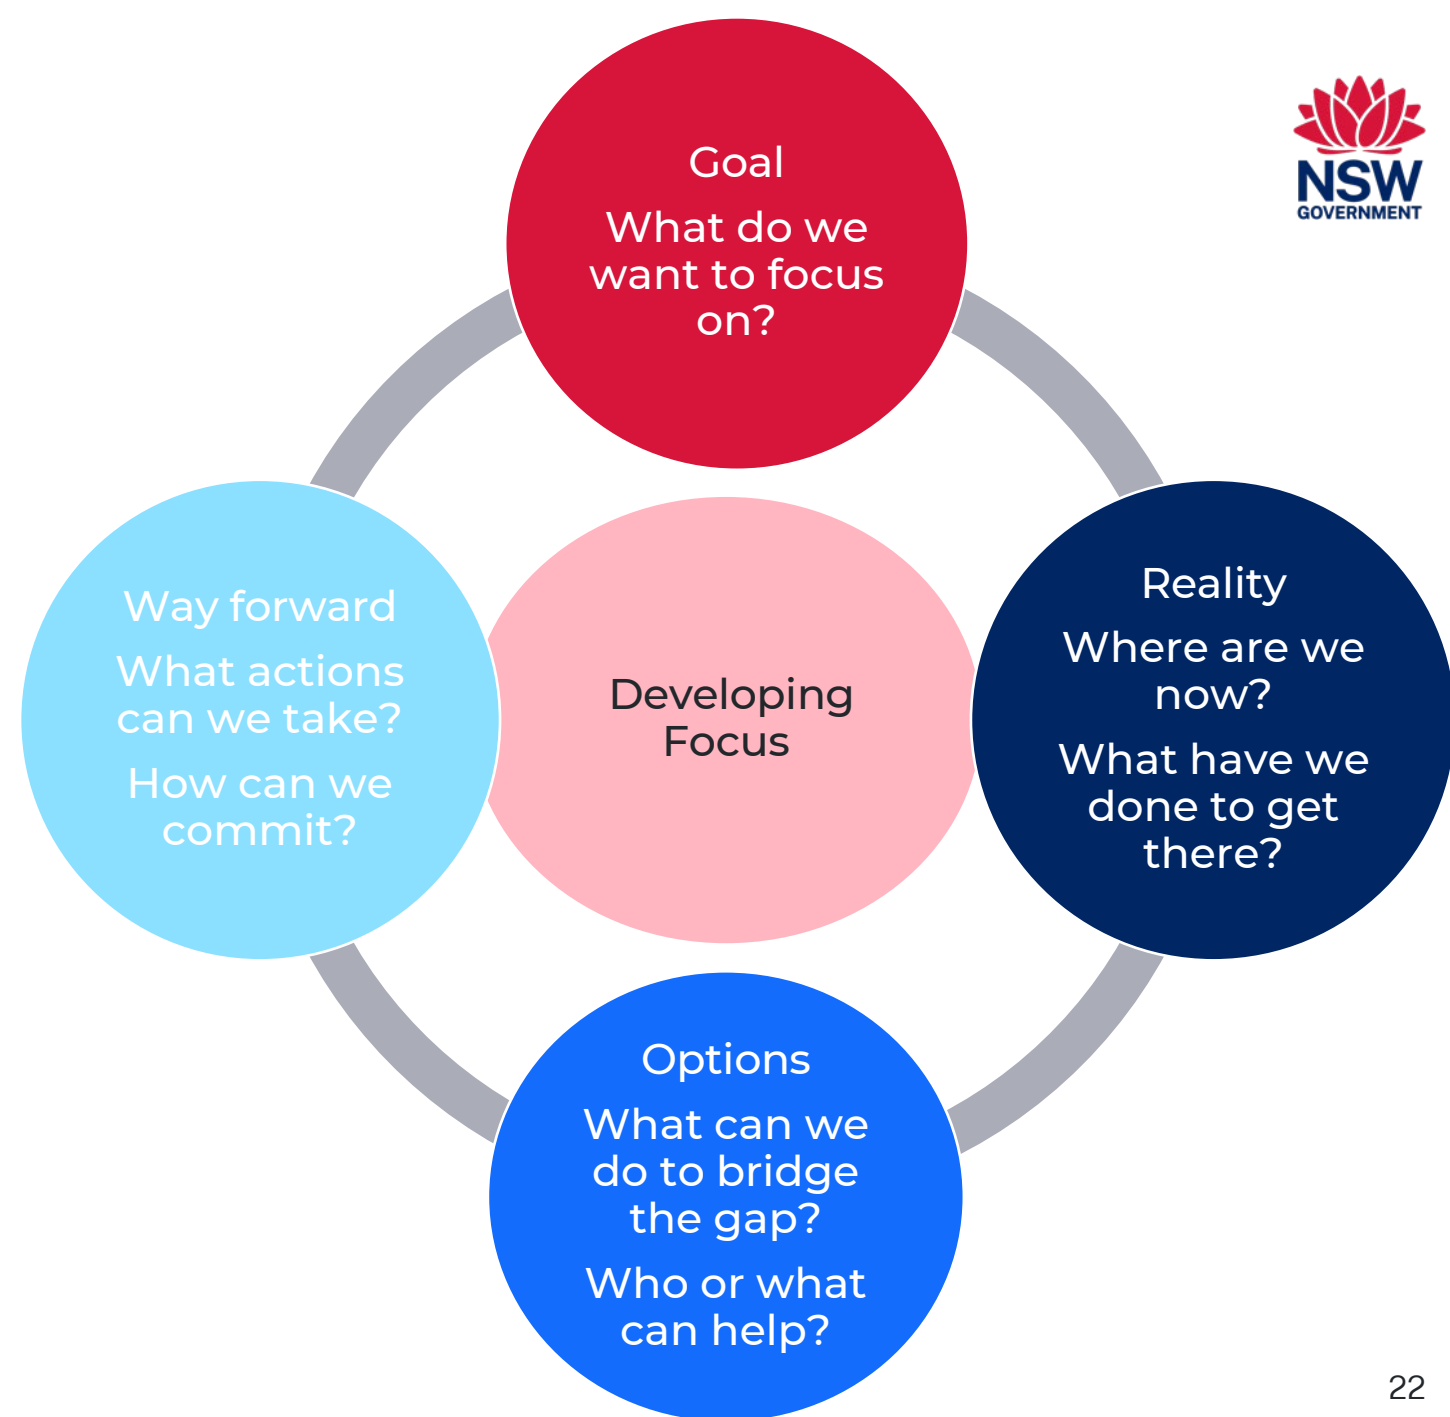 Goal
What do we
want to focus
on?
NSW
GOVERNMENT
Reality
Where are we
now?
What have we
done to get
there?
Options
What can we
do to bridge
the gap?
Who or what
can help?
Way forward
What actions
can we take?
How can we
commit?
Developing
Focus
22